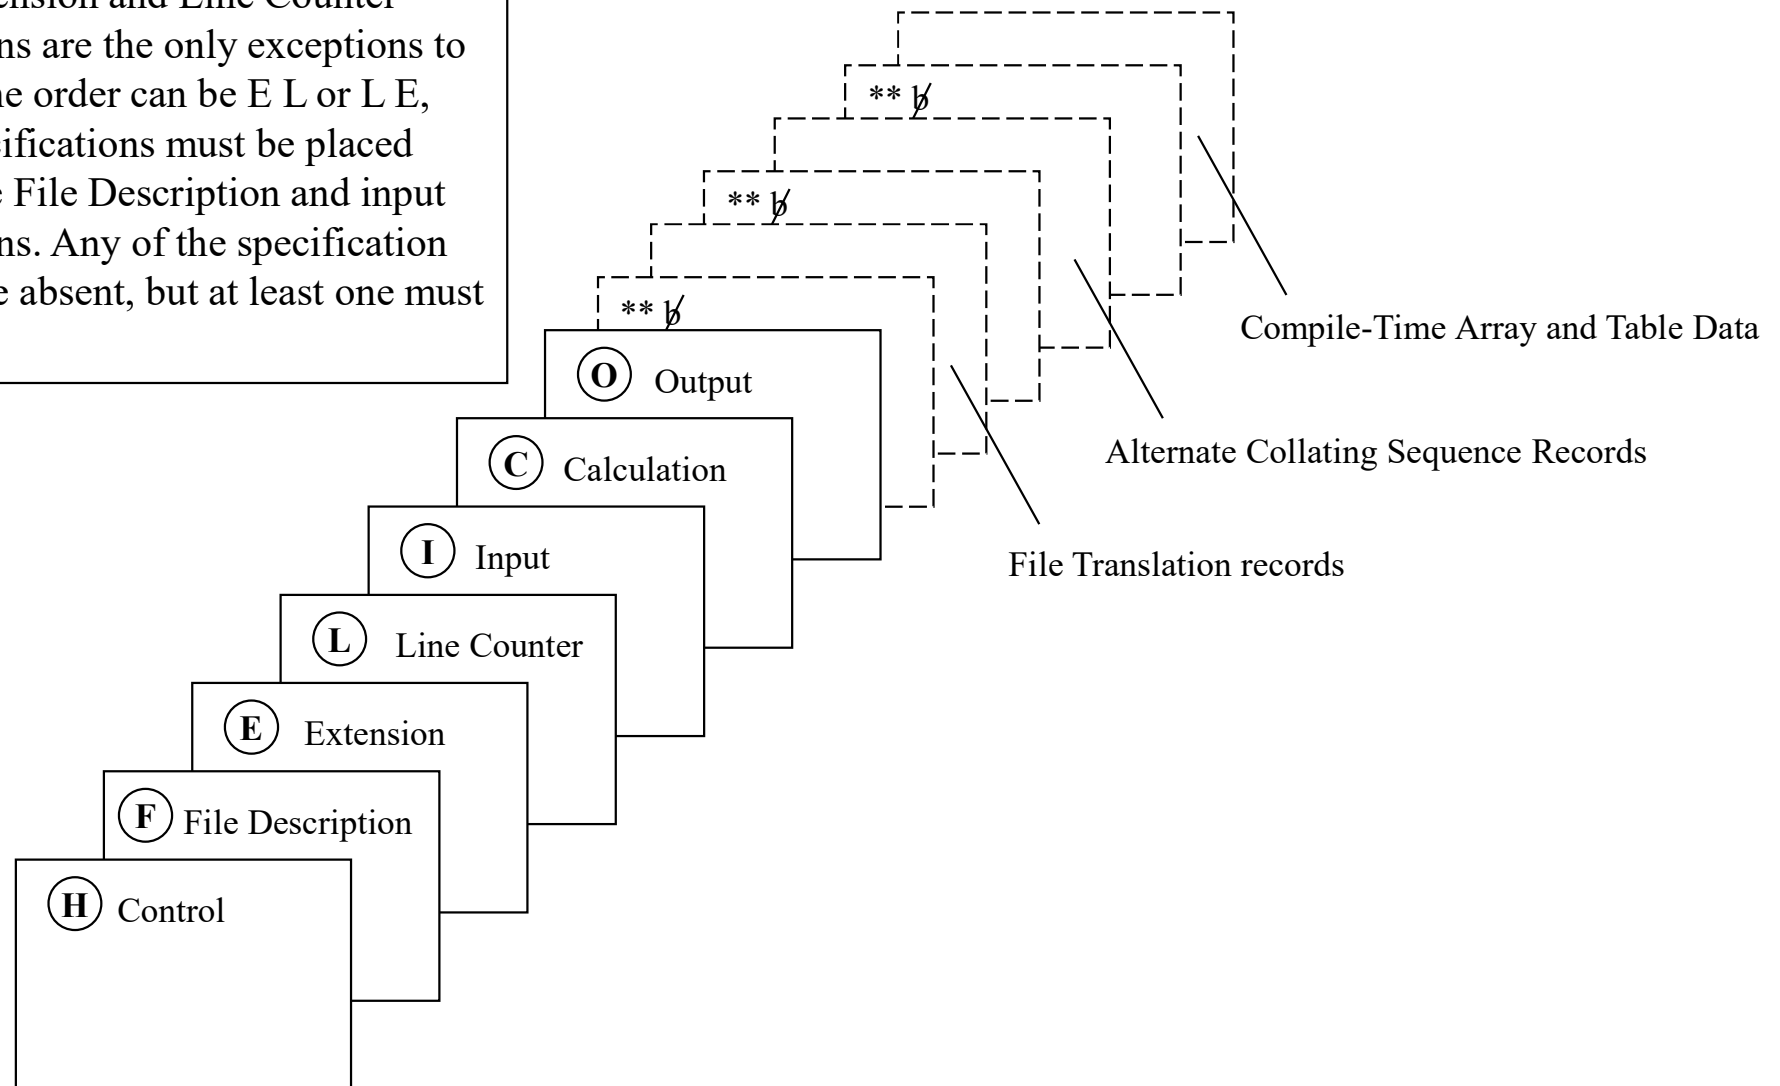 ension and Line Counter
ns are the only exceptions to
ne order can be E L or L E,
cifications must be placed
e File Description and input
ns. Any of the specification
e absent, but at least one must
** b̸
** b̸
** b̸
Compile-Time Array and Table Data
O Output
Alternate Collating Sequence Records
C Calculation
I Input
File Translation records
L Line Counter
E Extension
F File Description
H Control